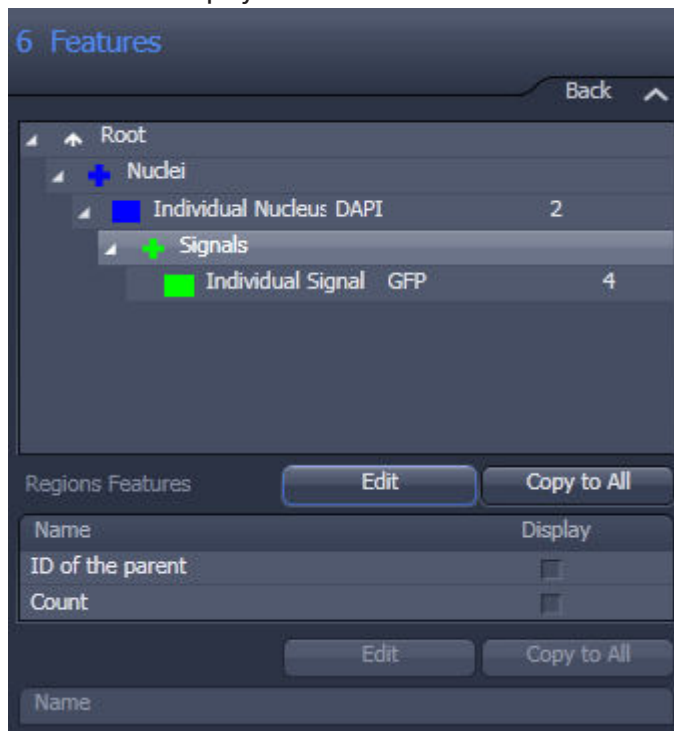 6 Features
Back
Root
Nuclei
Individual Nucleus DAPI 2
Signals
Individual Signal GFP 4
Regions Features Edit Copy to All
Name Display
ID of the parent
Count
Edit Copy to All
Name